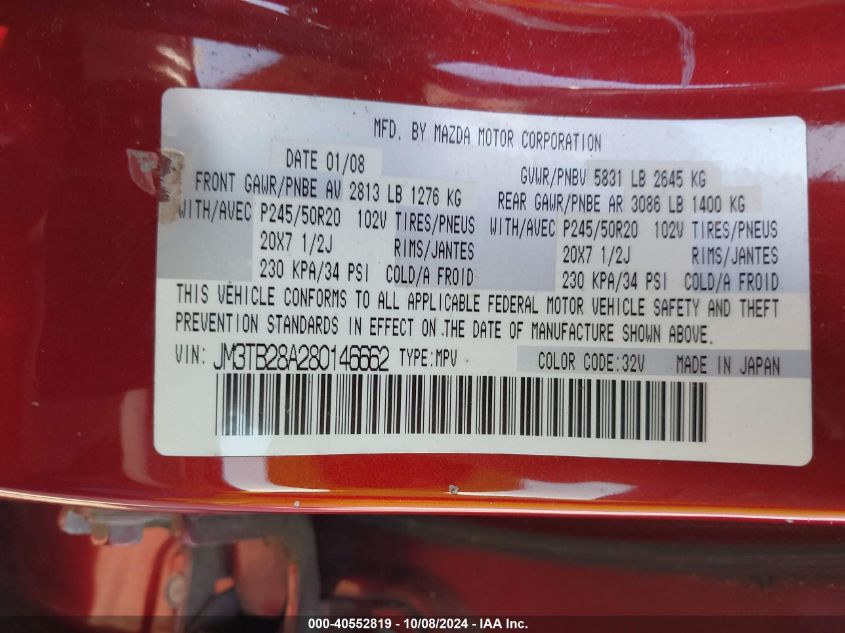 MFD. BY MAZDA MOTOR CORPORATION
DATE 01/08 GVWR/PNBV 5831 LB 2645 KG
FRONT GAWR/PNBE AV 2813 LB 1276 KG REAR GAWR/PNBE AR 3086 LB 1400 KG
WITH/AVEC P245/50R20 102V TIRES/PNEUS WITH/AVEC P245/50R20 102V TIRES/PNEUS
20X7 1/2J RIMS/JANTES 20X7 1/2J RIMS/JANTES
230 KPA/34 PSI COLD/A FROID 230 KPA/34 PSI COLD/A FROID
THIS VEHICLE CONFORMS TO ALL APPLICABLE FEDERAL MOTOR VEHICLE SAFETY AND THEFT
PREVENTION STANDARDS IN EFFECT ON THE DATE OF MANUFACTURE SHOWN ABOVE.
VIN: JM3TB28A280146662 TYPE:MPV COLOR CODE:32V MADE IN JAPAN
000-40552819 - 10/08/2024 - IAA Inc.